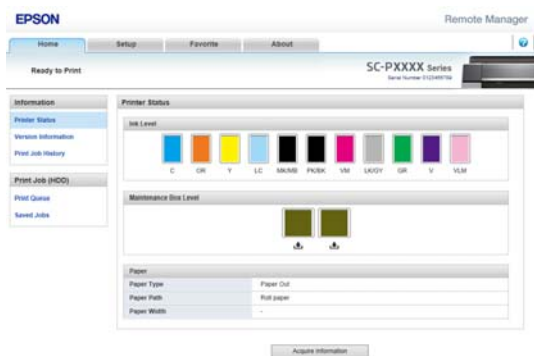 EPSON
Remote Manager
Home Setup Favorite About
Ready to Print
SC-PXXXX Series
Serial Number 0123456789
Information
Printer Status
Version Information
Print Job History
Print Job (HDD)
Print Queue
Saved Jobs
Printer Status
Ink Level
C OR Y LC MK/MB PK/BK VM LK/GY GR V VLM
Maintenance Box Level
Paper
Paper Type Paper Out
Paper Path Roll paper
Paper Width -
Acquire Information